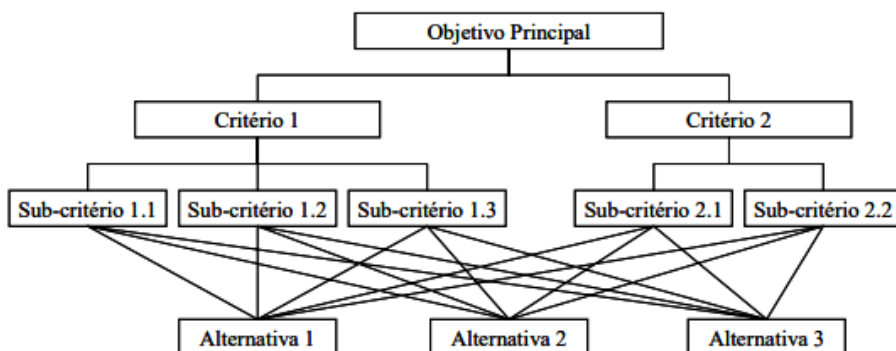 Objetivo Principal
Critério 1
Critério 2
Sub-critério 1.1
Sub-critério 1.2
Sub-critério 1.3
Sub-critério 2.1
Sub-critério 2.2
Alternativa 1
Alternativa 2
Alternativa 3